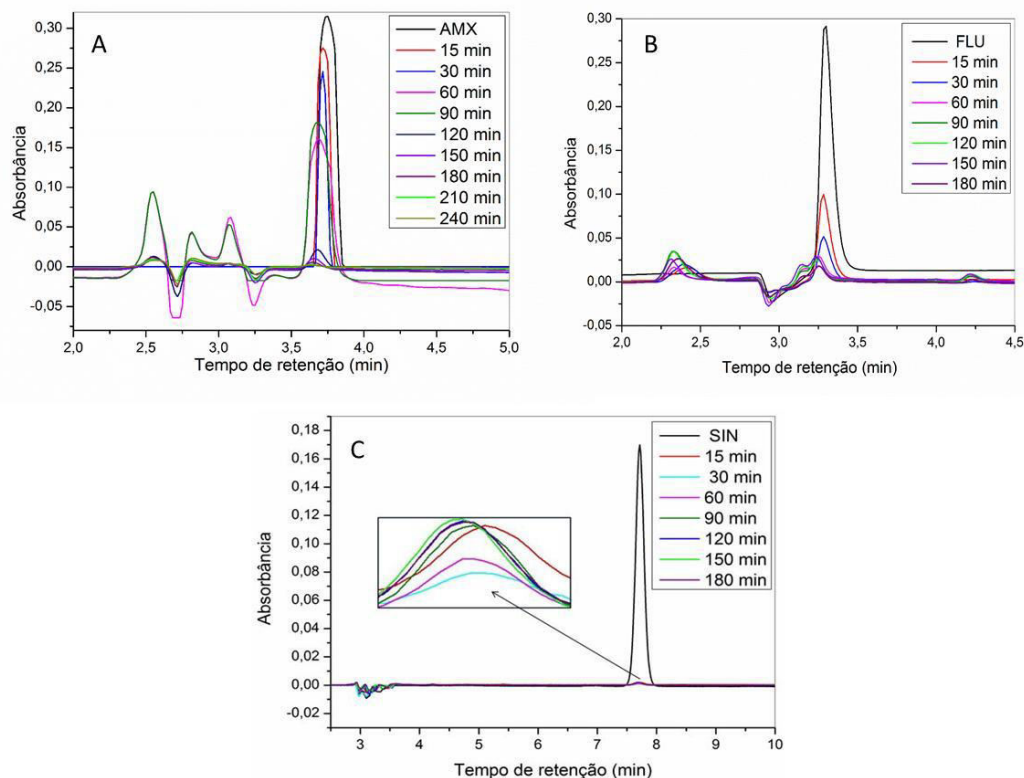 A
0,30
0,25
0,20
0,15
0,10
0,05
0,00
-0,05
Absorbância
AMX
15 min
30 min
60 min
90 min
120 min
150 min
180 min
210 min
240 min
2,0 2,5 3,0 3,5 4,0 4,5 5,0
Tempo de retenção (min)
B
0,30
0,25
0,20
0,15
0,10
0,05
0,00
-0,05
Absorbância
FLU
15 min
30 min
60 min
90 min
120 min
150 min
180 min
2,0 2,5 3,0 3,5 4,0 4,5
Tempo de retenção (min)
C
0,18
0,16
0,14
0,12
0,10
0,08
0,06
0,04
0,02
0,00
-0,02
Absorbância
SIN
15 min
30 min
60 min
90 min
120 min
150 min
180 min
3 4 5 6 7 8 9 10
Tempo de retenção (min)